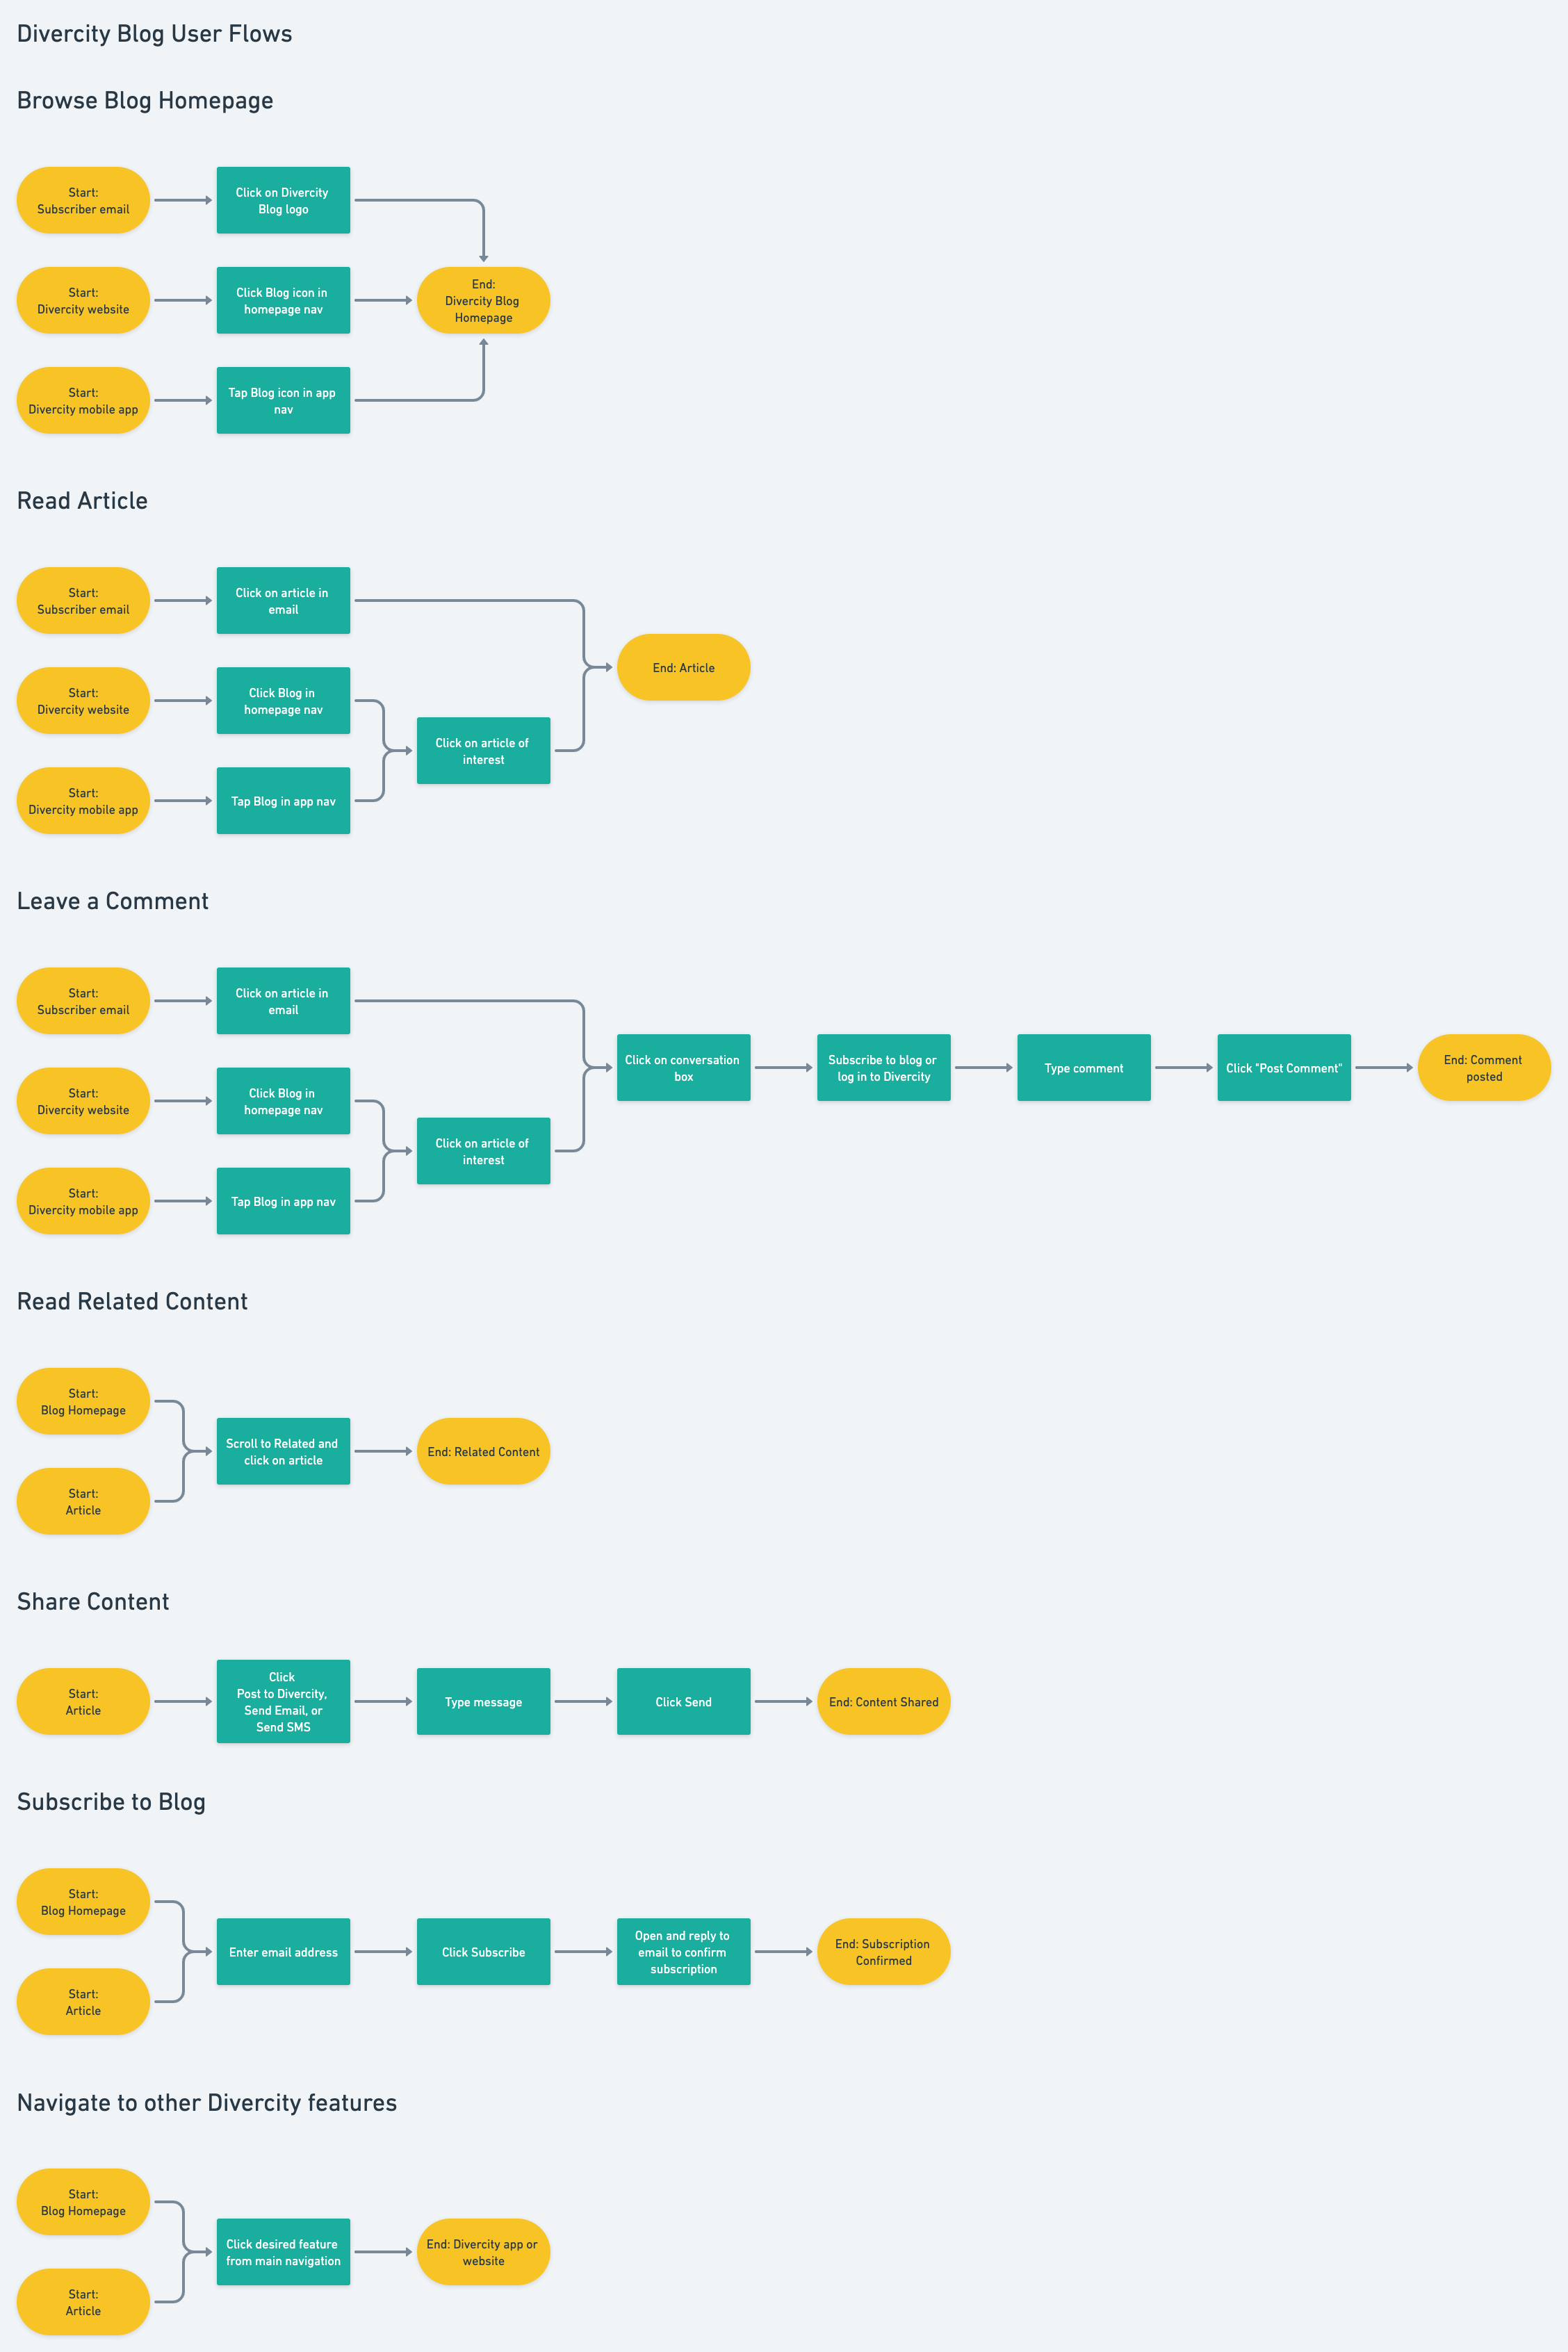 Divercity Blog User Flows
Browse Blog Homepage
Start:
Subscriber email
Click on Divercity
Blog logo
Start:
Divercity website
Click Blog icon in
homepage nav
End:
Divercity Blog
Homepage
Start:
Divercity mobile app
Tap Blog icon in app
nav
Read Article
Start:
Subscriber email
Click on article in
email
Start:
Divercity website
Click Blog in
homepage nav
Start:
Divercity mobile app
Tap Blog in app nav
Click on article of
interest
End: Article
Leave a Comment
Start:
Subscriber email
Click on article in
email
Start:
Divercity website
Click Blog in
homepage nav
Start:
Divercity mobile app
Tap Blog in app nav
Click on article of
interest
Click on conversation
box
Subscribe to blog or
log in to Divercity
Type comment
Click "Post Comment"
End: Comment
posted
Read Related Content
Start:
Blog Homepage
Start:
Article
Scroll to Related and
click on article
End: Related Content
Share Content
Start:
Article
Click
Post to Divercity,
Send Email, or
Send SMS
Type message
Click Send
End: Content Shared
Subscribe to Blog
Start:
Blog Homepage
Start:
Article
Enter email address
Click Subscribe
Open and reply to
email to confirm
subscription
End: Subscription
Confirmed
Navigate to other Divercity features
Start:
Blog Homepage
Start:
Article
Click desired feature
from main navigation
End: Divercity app or
website